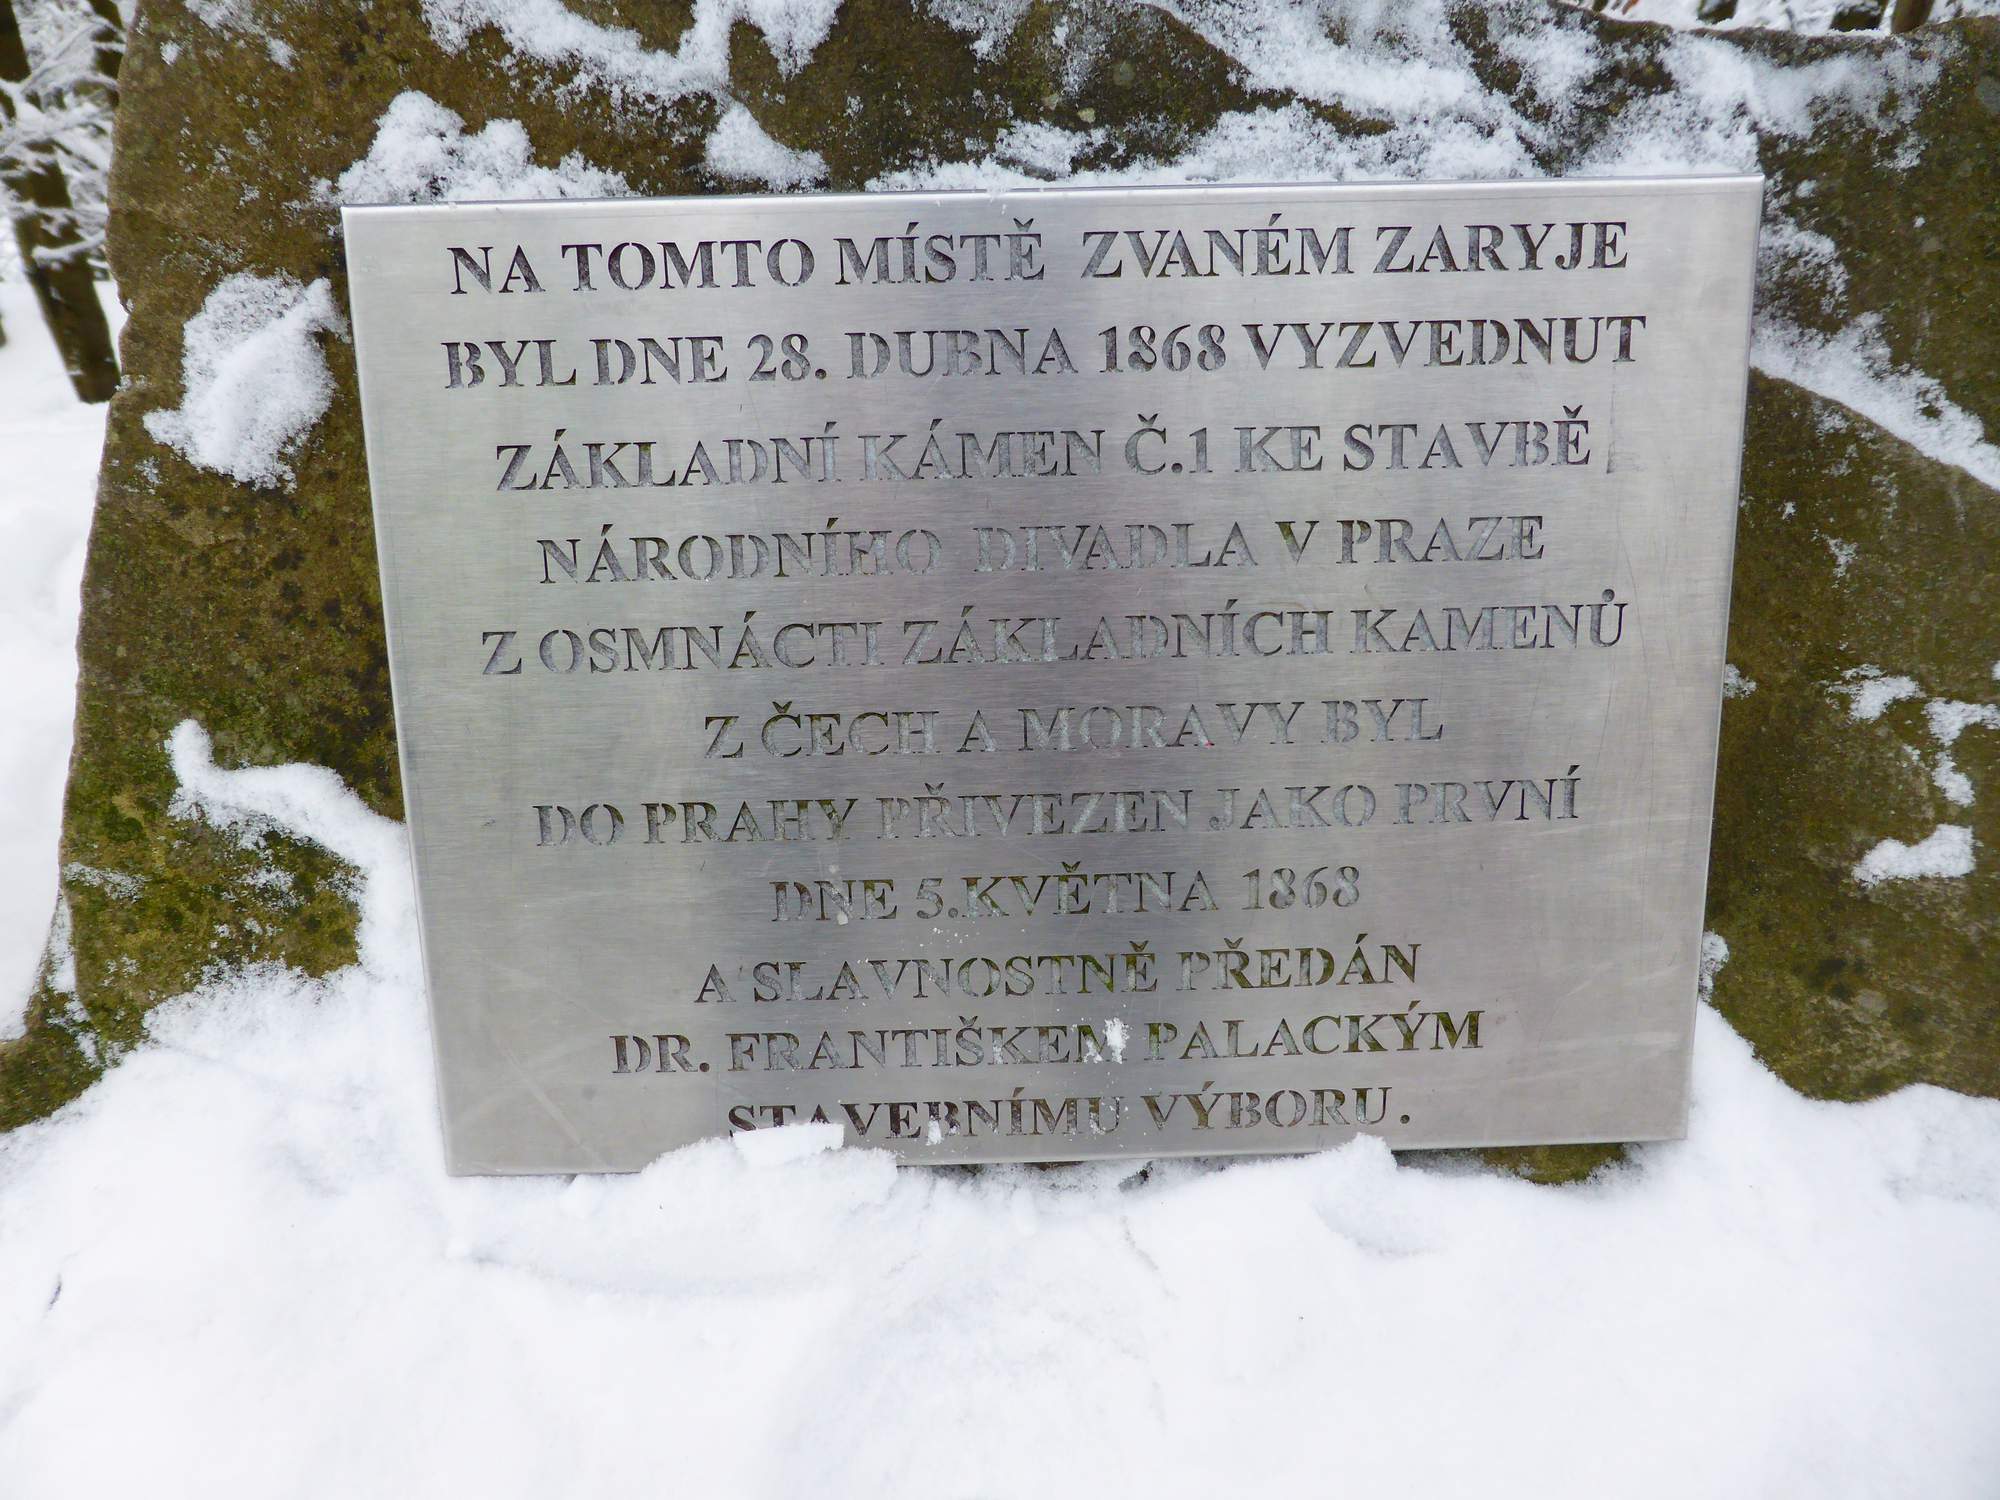 NA TOMTO MÍSTĚ ZVANÉM ZARYJE
BYL DNE 28. DUBNA 1868 VYZVEDNUT
ZÁKLADNÍ KÁMEN Č.1 KE STAVBĚ
NÁRODNÍHO DIVADLA V PRAZE
Z OSMNÁCTI ZÁKLADNÍCH KAMENŮ
Z ČECH A MORAVY BYL
DO PRAHY PŘIVEZEN JAKO PRVNÍ
DNE 5.KVĚTNA 1868
A SLAVNOSTNĚ PŘEDÁN
DR. FRANTIŠKEM PALACKÝM
STAVEBNÍMU VÝBORU.